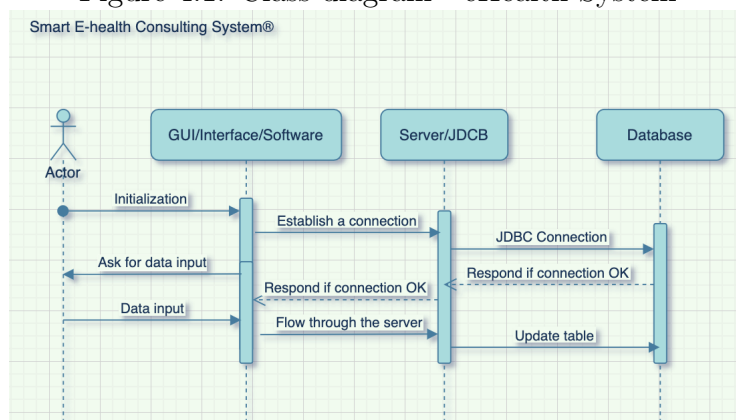 Smart E-health Consulting System®
GUI/Interface/Software
Server/JDCB
Database
Actor
Initialization
Establish a connection
JDBC Connection
Ask for data input
Respond if connection OK
Respond if connection OK
Data input
Flow through the server
Update table